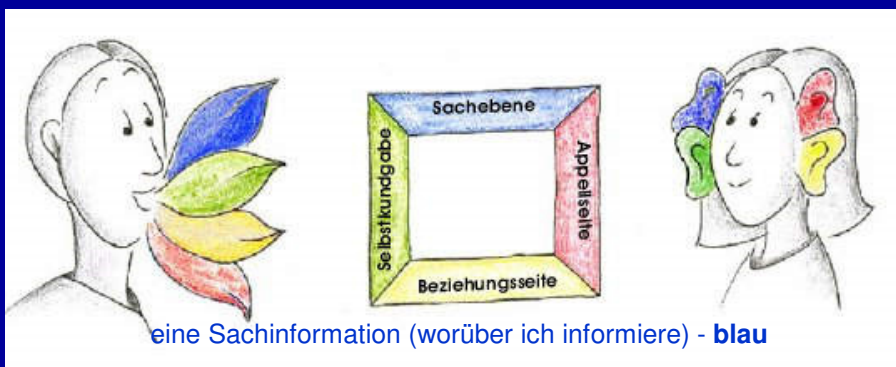 Sachebene
Selbstkundgabe
Appellseite
Beziehungsseite
eine Sachinformation (worüber ich informiere) - blau